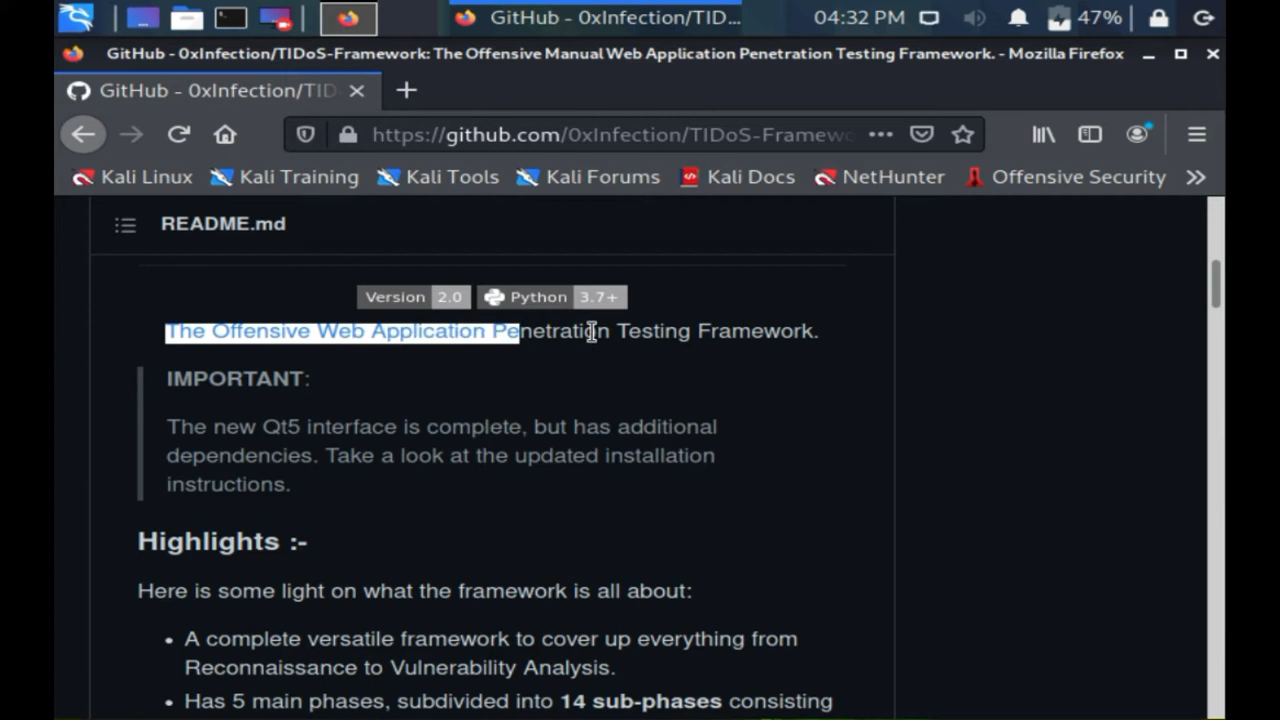 GitHub - 0xInfection/TID... 04:32 PM 47%
GitHub - 0xInfection/TIDoS-Framework: The Offensive Manual Web Application Penetration Testing Framework. - Mozilla Firefox
GitHub - 0xInfection/TID
https://github.com/0xInfection/TIDoS-Framewo
Kali Linux Kali Training Kali Tools Kali Forums Kali Docs NetHunter Offensive Security
README.md
Version 2.0 Python 3.7+
The Offensive Web Application Penetration Testing Framework.
IMPORTANT:
The new Qt5 interface is complete, but has additional
dependencies. Take a look at the updated installation
instructions.
Highlights :-
Here is some light on what the framework is all about:
• A complete versatile framework to cover up everything from
Reconnaissance to Vulnerability Analysis.
• Has 5 main phases, subdivided into 14 sub-phases consisting